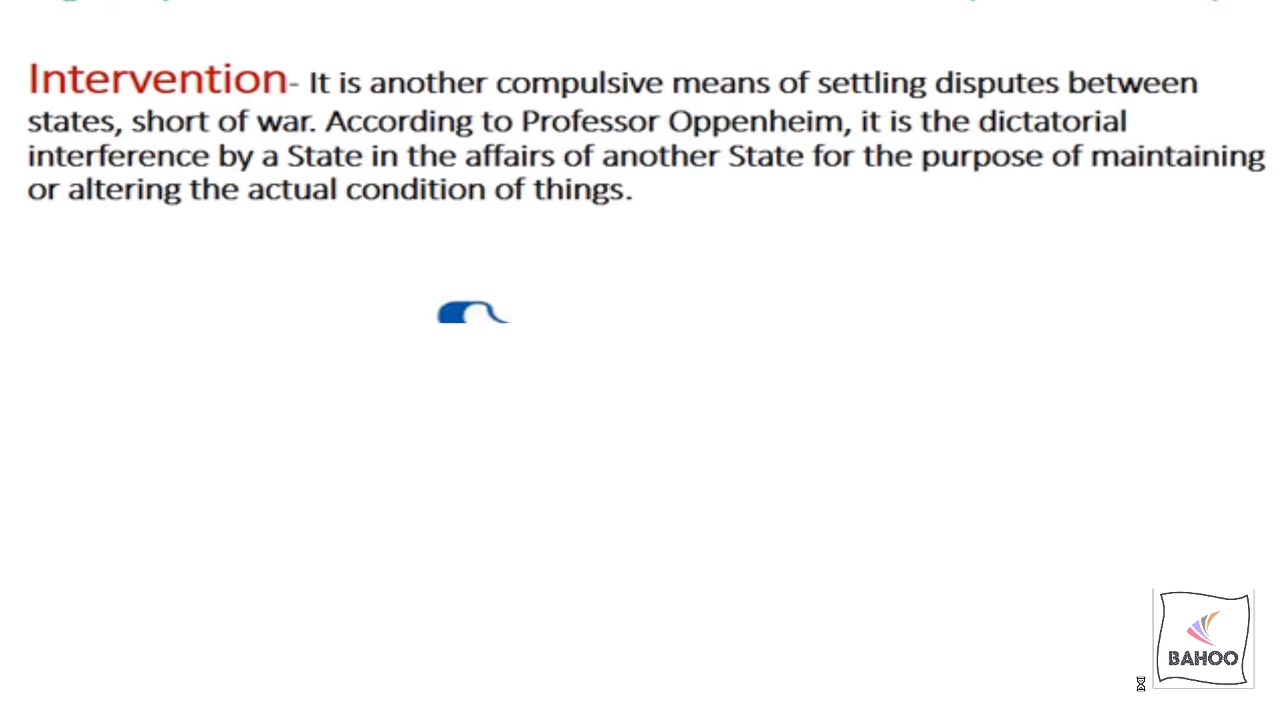 Intervention- It is another compulsive means of settling disputes between
states, short of war. According to Professor Oppenheim, it is the dictatorial
interference by a State in the affairs of another State for the purpose of maintaining
or altering the actual condition of things.
BAHOO